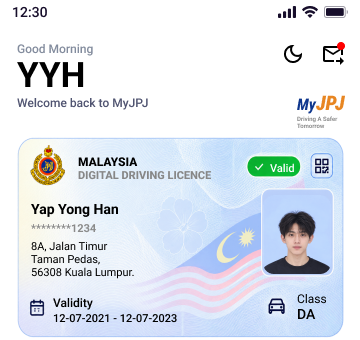 12:30
Good Morning
YYH
Welcome back to MyJPJ
MyJPJ
Driving A Safer
Tomorrow
MALAYSIA
DIGITAL DRIVING LICENCE
Valid
Yap Yong Han
********1234
8A, Jalan Timur
Taman Pedas,
56308 Kuala Lumpur.
Validity
12-07-2021 - 12-07-2023
Class
DA